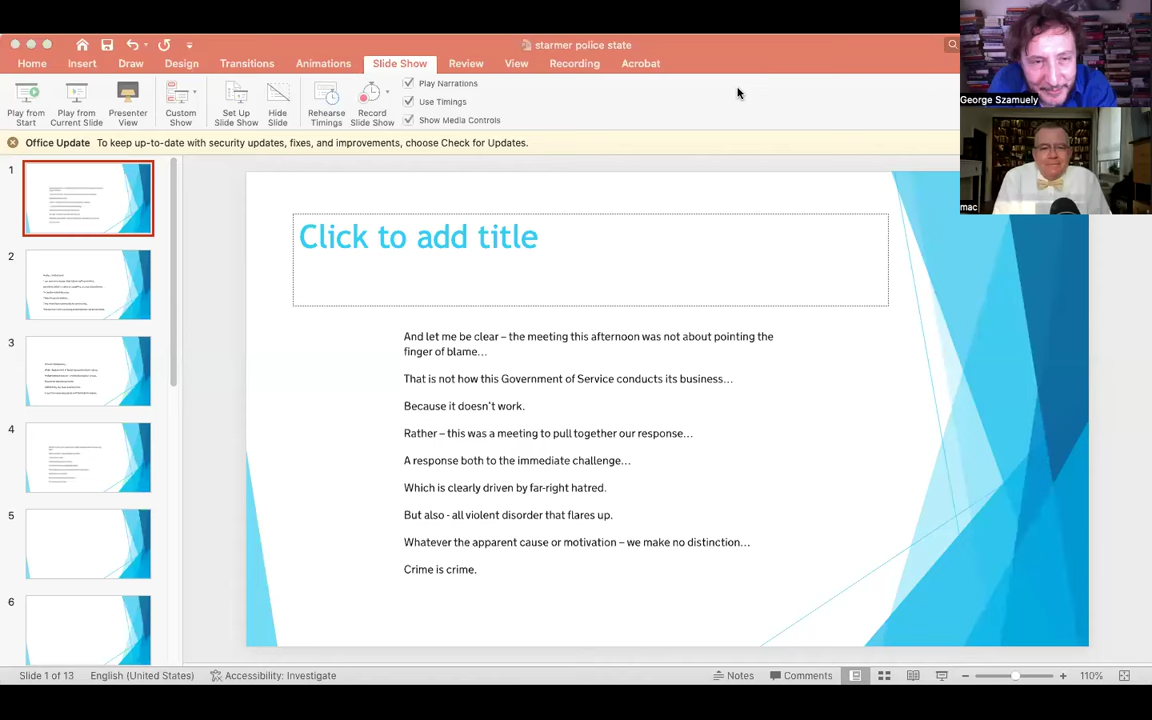 starmer police state
Home Insert Draw Design Transitions Animations Slide Show Review View Recording Acrobat
Play Narrations
Use Timings
Show Media Controls
Play from Start
Play from Current Slide
Presenter View
Custom Show
Set Up Slide Show
Hide Slide
Rehearse Timings
Record Slide Show
George Szamuely
mac
Office Update To keep up-to-date with security updates, fixes, and improvements, choose Check for Updates.
1
2
3
4
5
6
Click to add title
And let me be clear – the meeting this afternoon was not about pointing the
finger of blame…
That is not how this Government of Service conducts its business…
Because it doesn't work.
Rather – this was a meeting to pull together our response…
A response both to the immediate challenge…
Which is clearly driven by far-right hatred.
But also - all violent disorder that flares up.
Whatever the apparent cause or motivation – we make no distinction…
Crime is crime.
Slide 1 of 13 English (United States) Accessibility: Investigate Notes Comments 110%